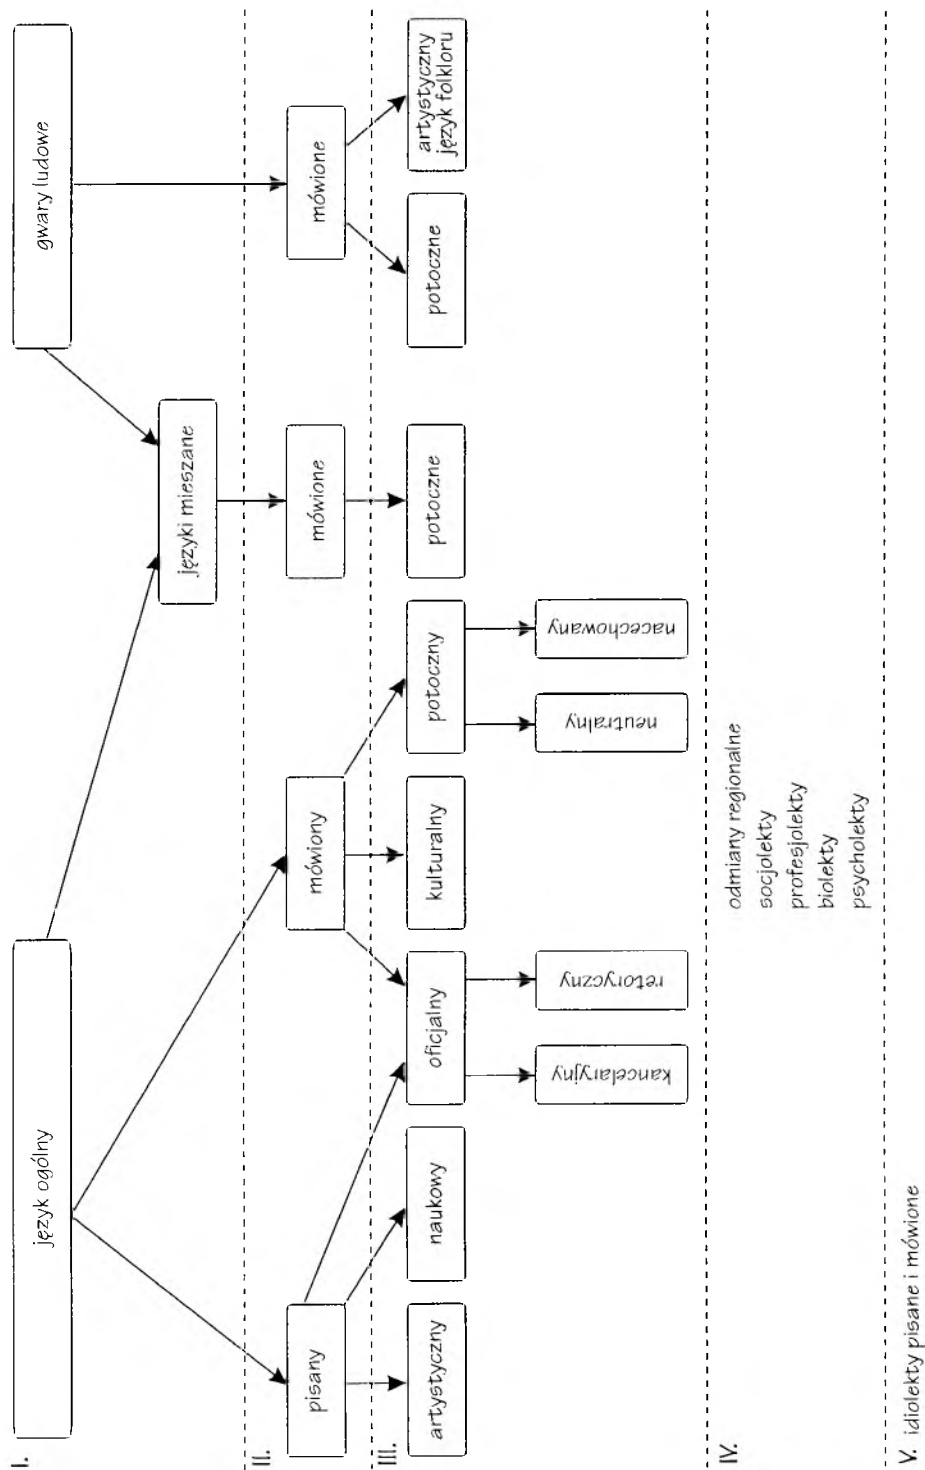 I.
język ogólny
gwary ludowe
języki mieszane
II.
pisany
mówiony
mówione
mówione
III.
artystyczny
naukowy
oficjalny
kulturalny
potoczny
potoczne
potoczne
artystyczny
język folkloru
kancelaryjny
retoryczny
neutralny
nacechowany
IV.
odmiany regionalne
socjolekty
profesjolekty
biolekty
psycholekty
V. idiolekty pisane i mówione